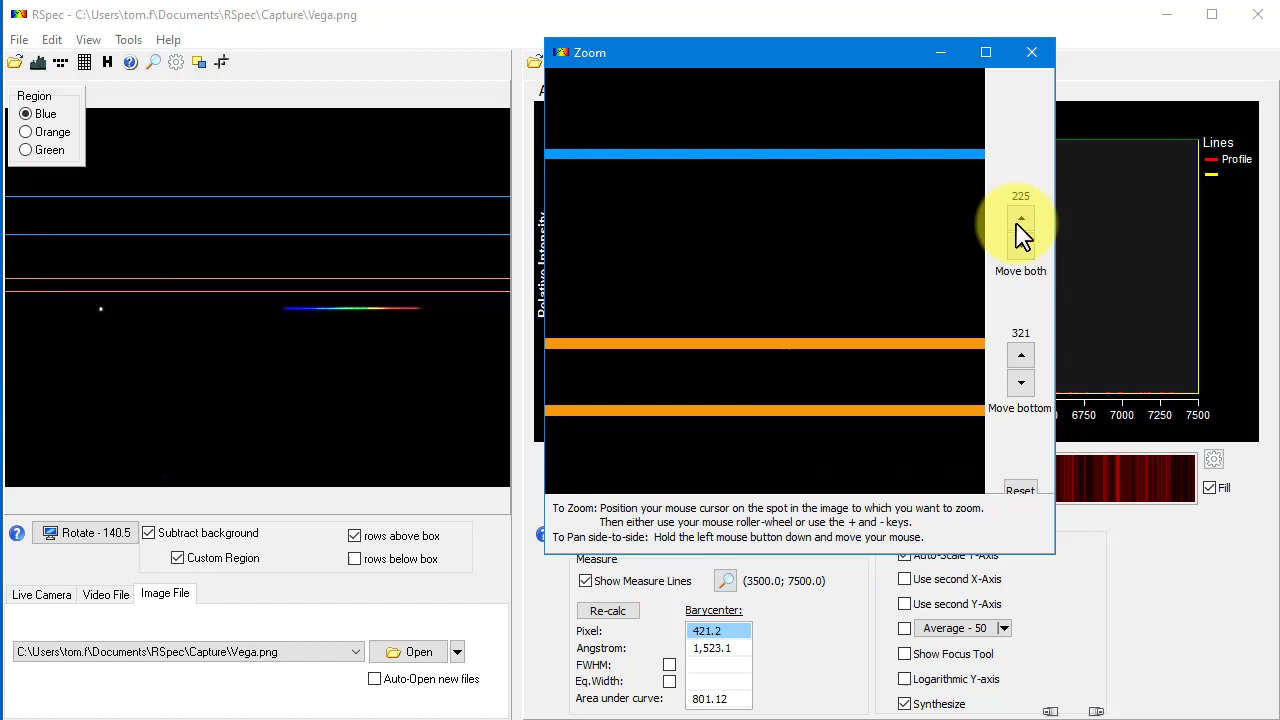 RSpec - C:\Users\tom.f\Documents\RSpec\Capture\Vega.png
File Edit View Tools Help
Zoom
Region
Blue
Orange
Green
Relative Intensity
Lines
Profile
225
Move both
321
Move bottom
Reset
6750 7000 7250 7500
Fill
To Zoom: Position your mouse cursor on the spot in the image to which you want to zoom.
Then either use your mouse roller-wheel or use the + and - keys.
To Pan side-to-side: Hold the left mouse button down and move your mouse.
Rotate - 140.5
Subtract background
Custom Region
rows above box
rows below box
Live Camera Video File Image File
C:\Users\tom.f\Documents\RSpec\Capture\Vega.png
Open
Auto-Open new files
Measure
Show Measure Lines
(3500.0; 7500.0)
Re-calc
Barycenter:
Pixel: 421.2
Angstrom: 1,523.1
FWHM:
Eq.Width:
Area under curve: 801.12
Auto-Scale Y-Axis
Use second X-Axis
Use second Y-Axis
Average - 50
Show Focus Tool
Logarithmic Y-axis
Synthesize